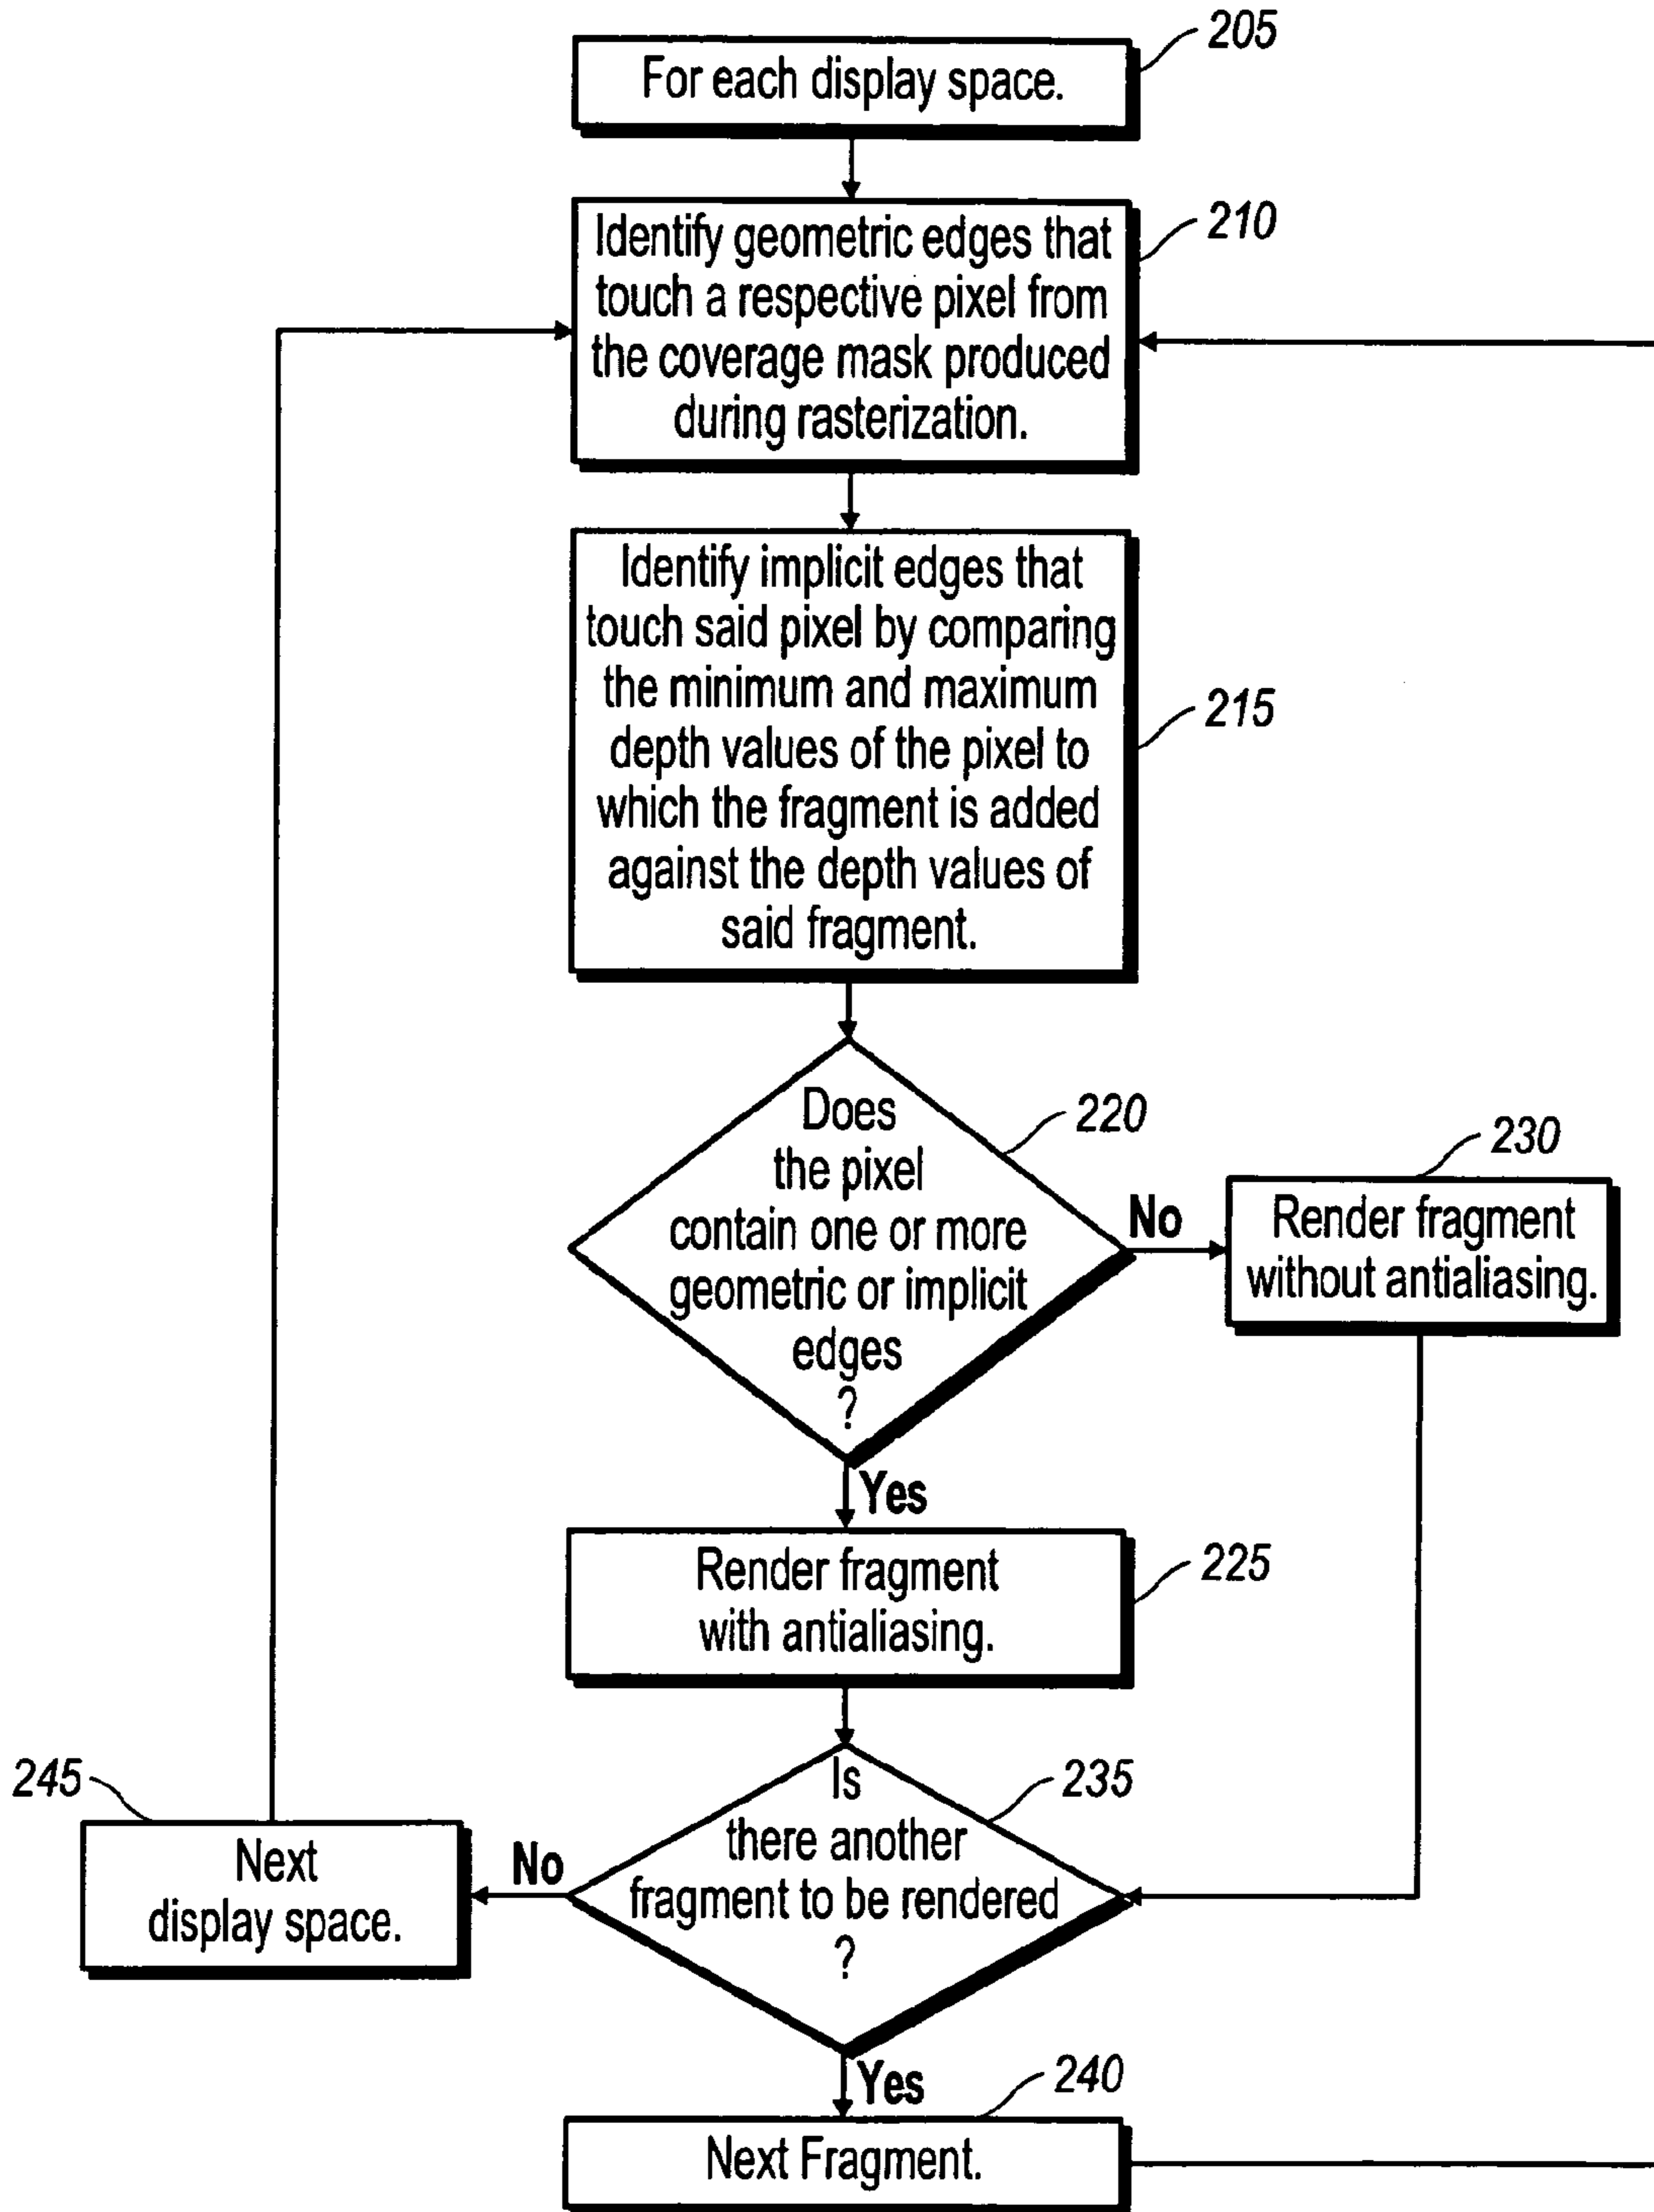 205
For each display space.
210
Identify geometric edges that
touch a respective pixel from
the coverage mask produced
during rasterization.
Identify implicit edges that
touch said pixel by comparing
the minimum and maximum
depth values of the pixel to
which the fragment is added
against the depth values of
said fragment.
215
Does
the pixel
contain one or more
geometric or implicit
edges
?
220
No
230
Render fragment
without antialiasing.
Yes
Render fragment
with antialiasing.
225
Is
there another
fragment to be rendered
?
235
No
245
Next
display space.
Yes
240
Next Fragment.